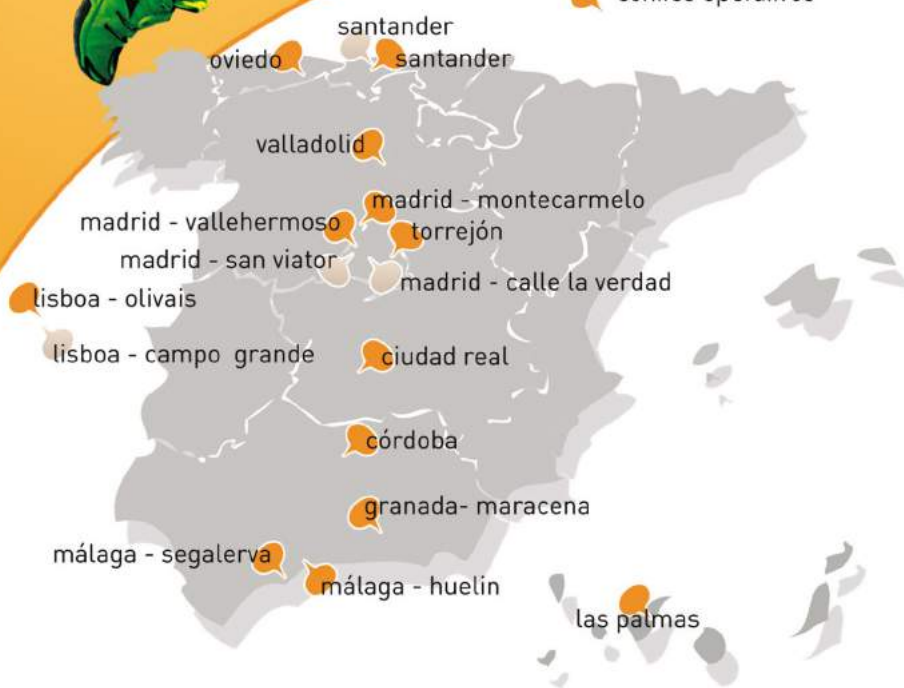 santander
oviedo
santander
valladolid
madrid - montecarmelo
madrid - vallehermoso
torrejón
madrid - san viator
madrid - calle la verdad
lisboa - olivais
lisboa - campo grande
ciudad real
córdoba
granada- maracena
málaga - segalerva
málaga - huelin
las palmas